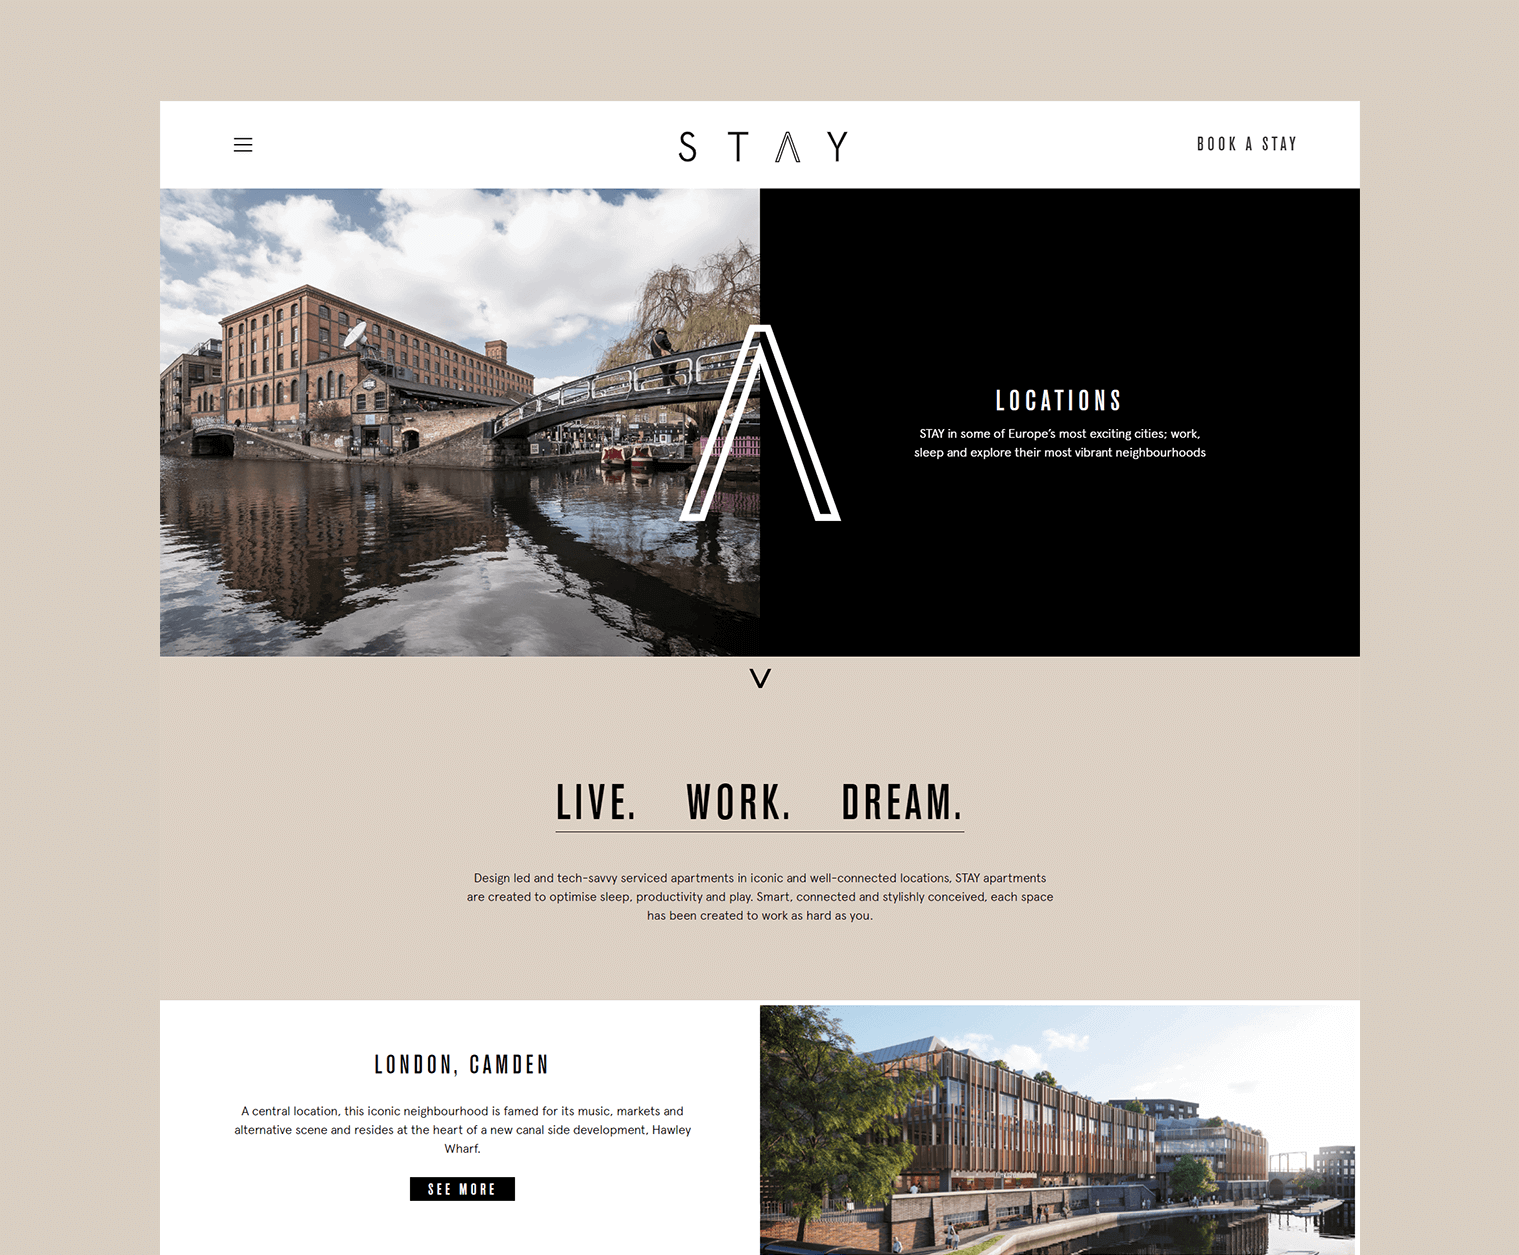 STAY
BOOK A STAY
LOCATIONS
STAY in some of Europe's most exciting cities; work,
sleep and explore their most vibrant neighbourhoods
LIVE. WORK. DREAM.
Design led and tech-savvy serviced apartments in iconic and well-connected locations, STAY apartments
are created to optimise sleep, productivity and play. Smart, connected and stylishly conceived, each space
has been created to work as hard as you.
LONDON, CAMDEN
A central location, this iconic neighbourhood is famed for its music, markets and
alternative scene and resides at the heart of a new canal side development, Hawley
Wharf.
SEE MORE